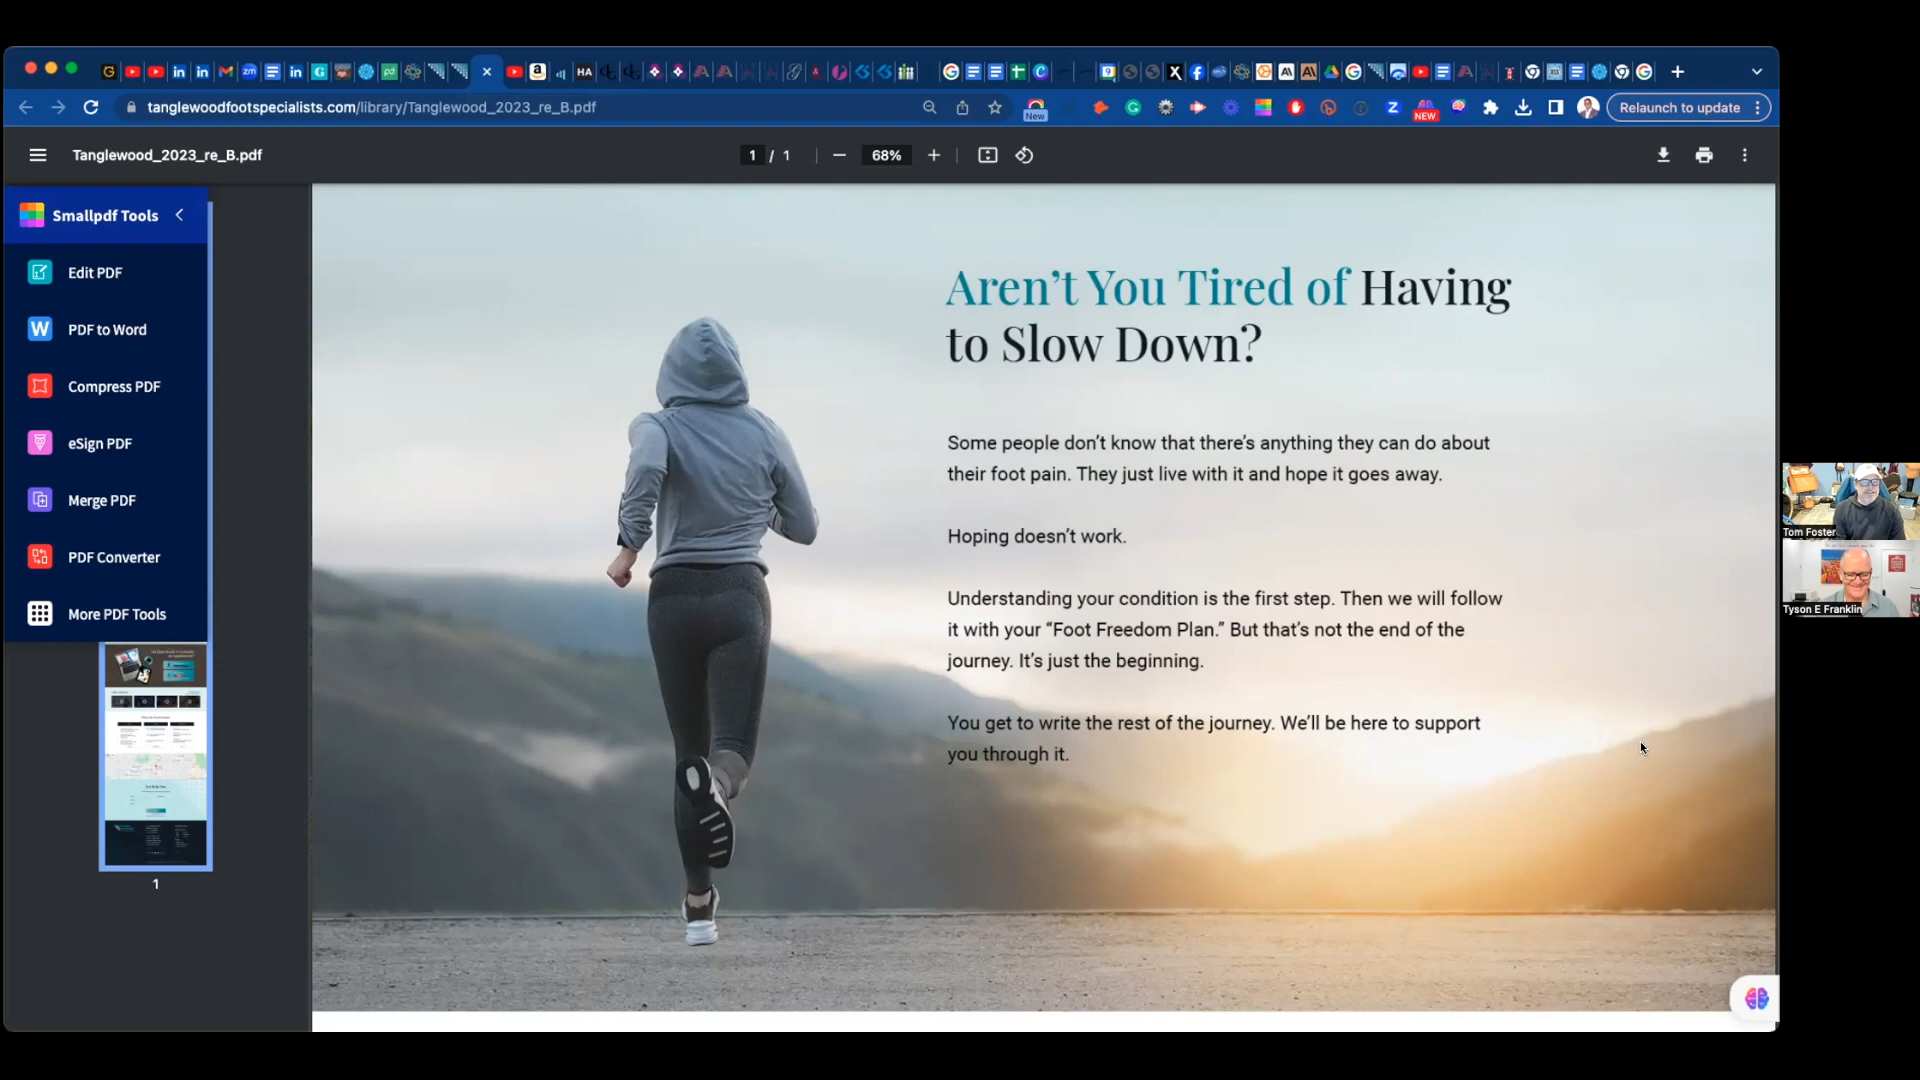 HA
AI
AI
tanglewoodfootspecialists.com/library/Tanglewood_2023_re_B.pdf
New
NEW
Relaunch to update
Tanglewood_2023_re_B.pdf
1 / 1
68%
Smallpdf Tools
Edit PDF
PDF to Word
Compress PDF
eSign PDF
Merge PDF
PDF Converter
More PDF Tools
1
Aren’t You Tired of Having
to Slow Down?
Some people don’t know that there’s anything they can do about
their foot pain. They just live with it and hope it goes away.
Hoping doesn’t work.
Understanding your condition is the first step. Then we will follow
it with your “Foot Freedom Plan.” But that’s not the end of the
journey. It’s just the beginning.
You get to write the rest of the journey. We’ll be here to support
you through it.
Tom Foster
Tyson E Franklin